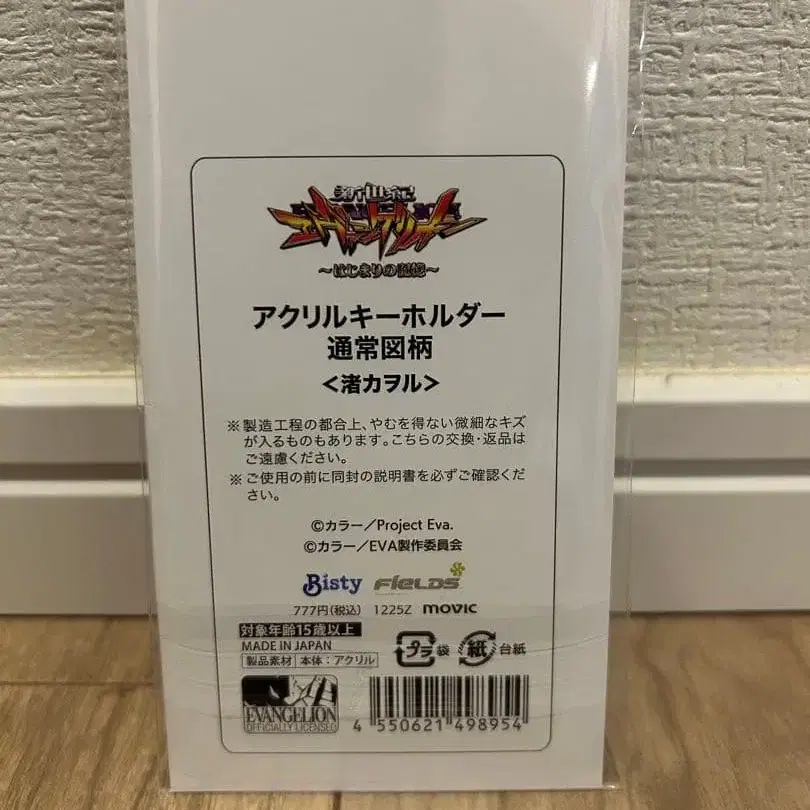 新世紀
エヴァンゲリオン
〜はじまりの記憶〜
アクリルキーホルダー
通常図柄
<渚カヲル>
※製造工程の都合上、やむを得ない微細なキズ
が入るものもあります。こちらの交換・返品は
ご遠慮ください。
※ご使用の前に同封の説明書を必ずご確認くだ
さい。
©カラー／Project Eva.
©カラー／EVA製作委員会
Bisty FIELDS
777円(税込) 1225Z movic
対象年齢15歳以上
MADE IN JAPAN
製品素材 本体：アクリル
プラ 袋 紙 台紙
EVANGELION
OFFICIALLY LICENSED
4 550621 498954